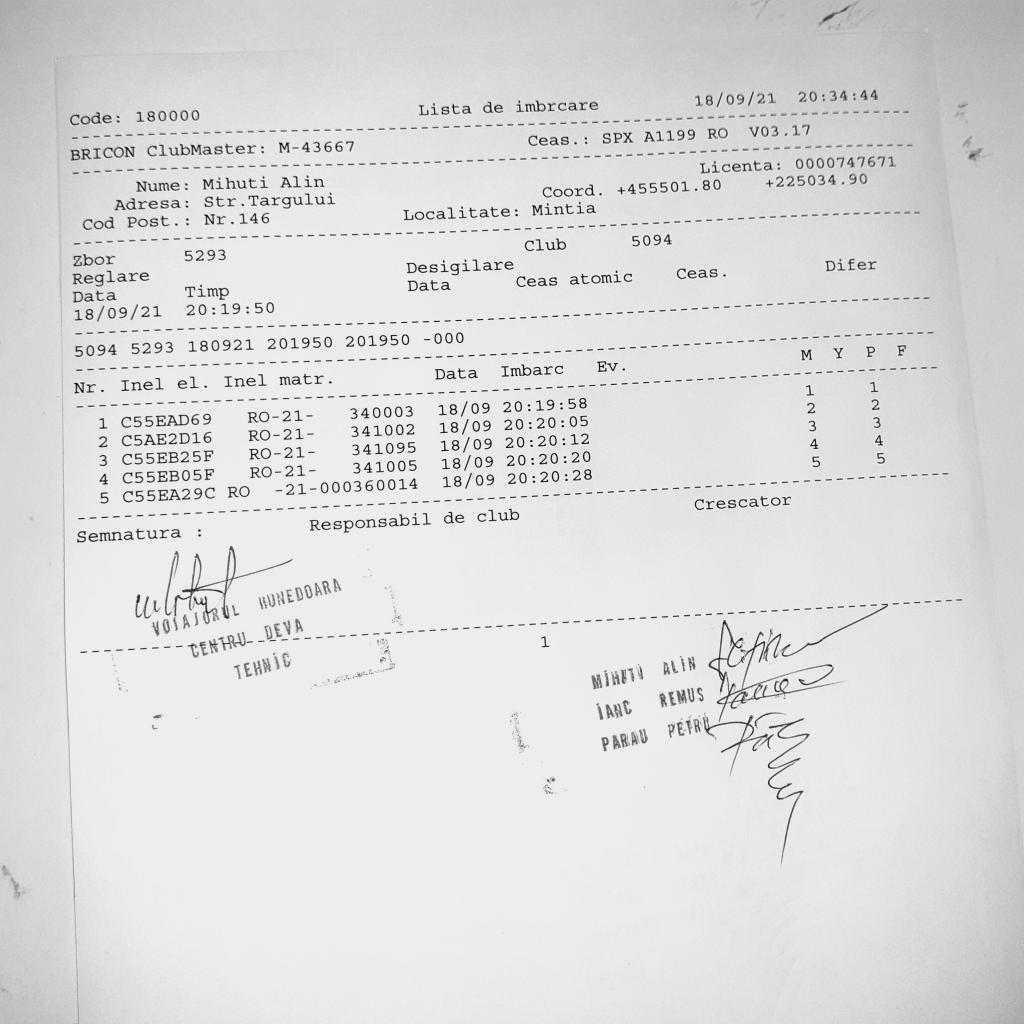 Code: 180000 Lista de imbrcare 18/09/21 20:34:44
BRICON ClubMaster: M-43667 Ceas.: SPX A1199 RO V03.17
Licenta: 0000747671
Nume: Mihuti Alin
Coord. +455501.80 +225034.90
Adresa: Str.Targului
Cod Post.: Nr.146 Localitate: Mintia
Zbor 5293 Club 5094
Reglare Desigilare
Data Timp Data Ceas atomic Ceas. Difer
18/09/21 20:19:50
5094 5293 180921 201950 201950 -000
Nr. Inel el. Inel matr. Data Imbarc Ev. M Y P F
1 C55EAD69 RO-21- 340003 18/09 20:19:58 1 1
2 C5AE2D16 RO-21- 341002 18/09 20:20:05 2 2
3 C55EB25F RO-21- 341095 18/09 20:20:12 3 3
4 C55EB05F RO-21- 341005 18/09 20:20:20 4 4
5 C55EA29C RO -21-000360014 18/09 20:20:28 5 5
Semnatura : Responsabil de club Crescator
VOIAJORUL HUNEDOARA
CENTRU DEVA
TEHNIC
1
MIHUTI ALIN
IANC REMUS
PARAU PETRU